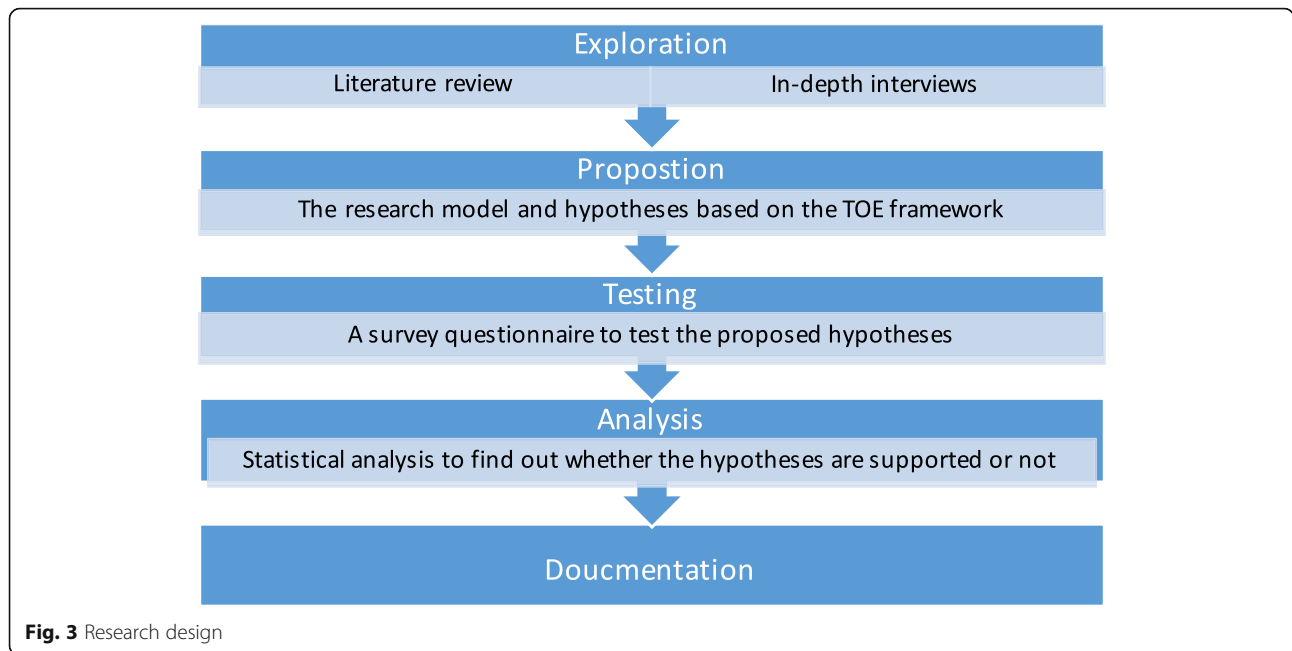 Exploration
Literature review
In-depth interviews
Propostion
The research model and hypotheses based on the TOE framework
Testing
A survey questionnaire to test the proposed hypotheses
Analysis
Statistical analysis to find out whether the hypotheses are supported or not
Doucmentation
Fig. 3 Research design